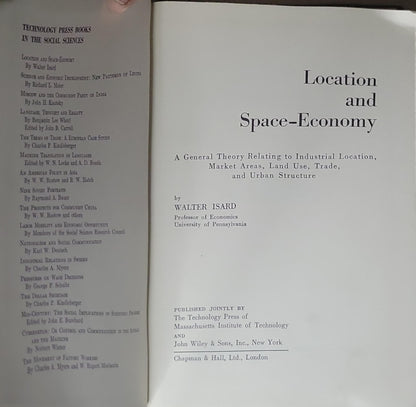 TECHNOLOGY PRESS BOOKS
IN THE SOCIAL SCIENCES
LOCATION AND SPACE-ECONOMY
By Walter Isard
SCIENCE AND ECONOMIC DEVELOPMENT: NEW PATTERNS OF LIVING
By Richard L. Meier
MOSCOW AND THE COMMUNIST PARTY OF INDIA
By John H. Kautsky
LANGUAGE, THOUGHT AND REALITY
By Benjamin Lee Whorf
Edited by John B. Carroll
THE TERMS OF TRADE: A EUROPEAN CASE STUDY
By Charles P. Kindleberger
MACHINE TRANSLATION OF LANGUAGES
Edited by W. N. Locke and A. D. Booth
AN AMERICAN POLICY IN ASIA
By W. W. Rostow and R. W. Hatch
NINE SOVIET PORTRAITS
By Raymond A. Bauer
THE PROSPECTS FOR COMMUNIST CHINA
By W. W. Rostow and others
LABOR MOBILITY AND ECONOMIC OPPORTUNITY
By Members of the Social Science Research Council
NATIONALISM AND SOCIAL COMMUNICATION
By Karl W. Deutsch
INDUSTRIAL RELATIONS IN SWEDEN
By Charles A. Myers
PRESSURES ON WAGE DECISIONS
By George P. Shultz
THE DOLLAR SHORTAGE
By Charles P. Kindleberger
MID-CENTURY: THE SOCIAL IMPLICATIONS OF SCIENTIFIC PROGRESS
Edited by John E. Burchard
CYBERNETICS: OR CONTROL AND COMMUNICATION IN THE ANIMAL
AND THE MACHINE
By Norbert Wiener
THE MOVEMENT OF FACTORY WORKERS
By Charles A. Myers and W. Rupert Maclaurin
Location
and
Space-Economy
A General Theory Relating to Industrial Location,
Market Areas, Land Use, Trade,
and Urban Structure
by
WALTER ISARD
Professor of Economics
University of Pennsylvania
PUBLISHED JOINTLY BY
The Technology Press of
Massachusetts Institute of Technology
AND
John Wiley & Sons, Inc., New York
Chapman & Hall, Ltd., London